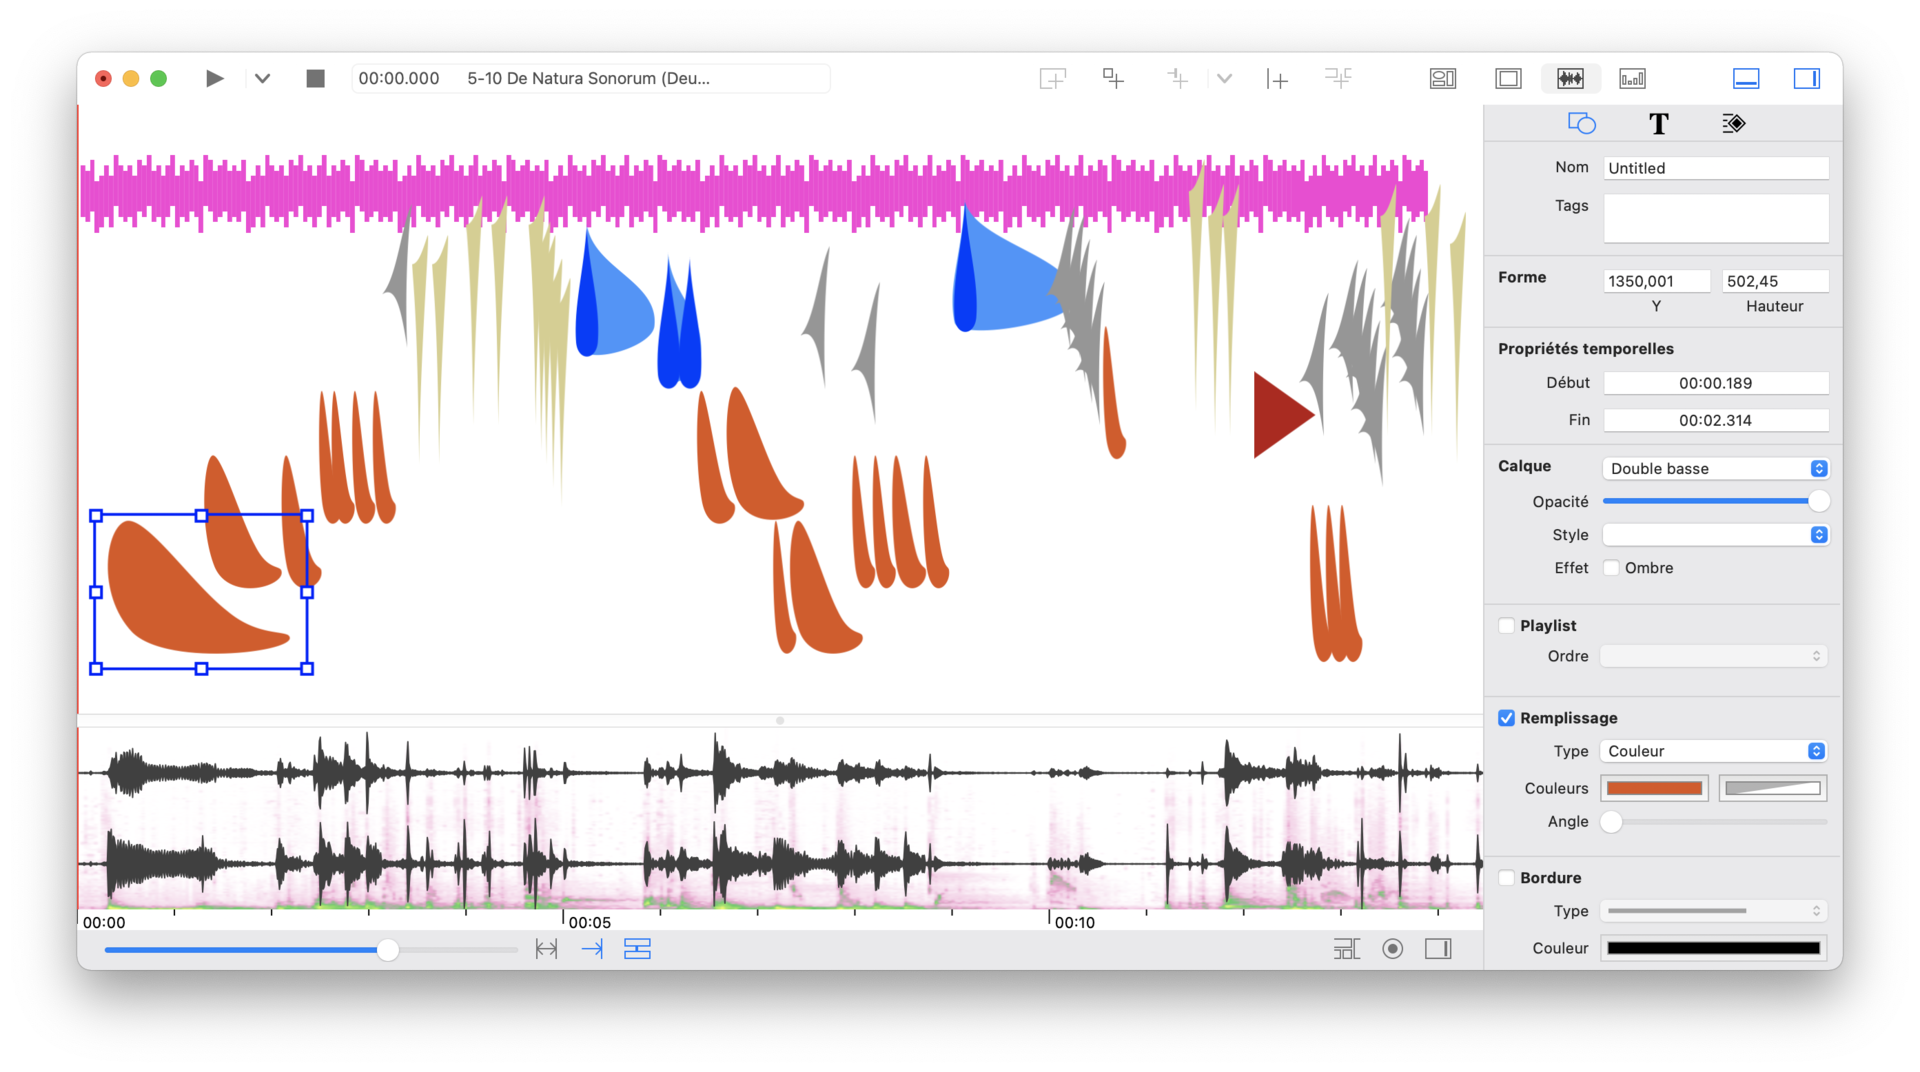 00:00.000 5-10 De Natura Sonorum (Deu...
T
Nom Untitled
Tags
Forme 1350,001 502,45
Y Hauteur
Propriétés temporelles
Début 00:00.189
Fin 00:02.314
Calque Double basse
Opacité
Style
Effet Ombre
Playlist
Ordre
Remplissage
Type Couleur
Couleurs
Angle
Bordure
Type
Couleur
00:00 00:05 00:10